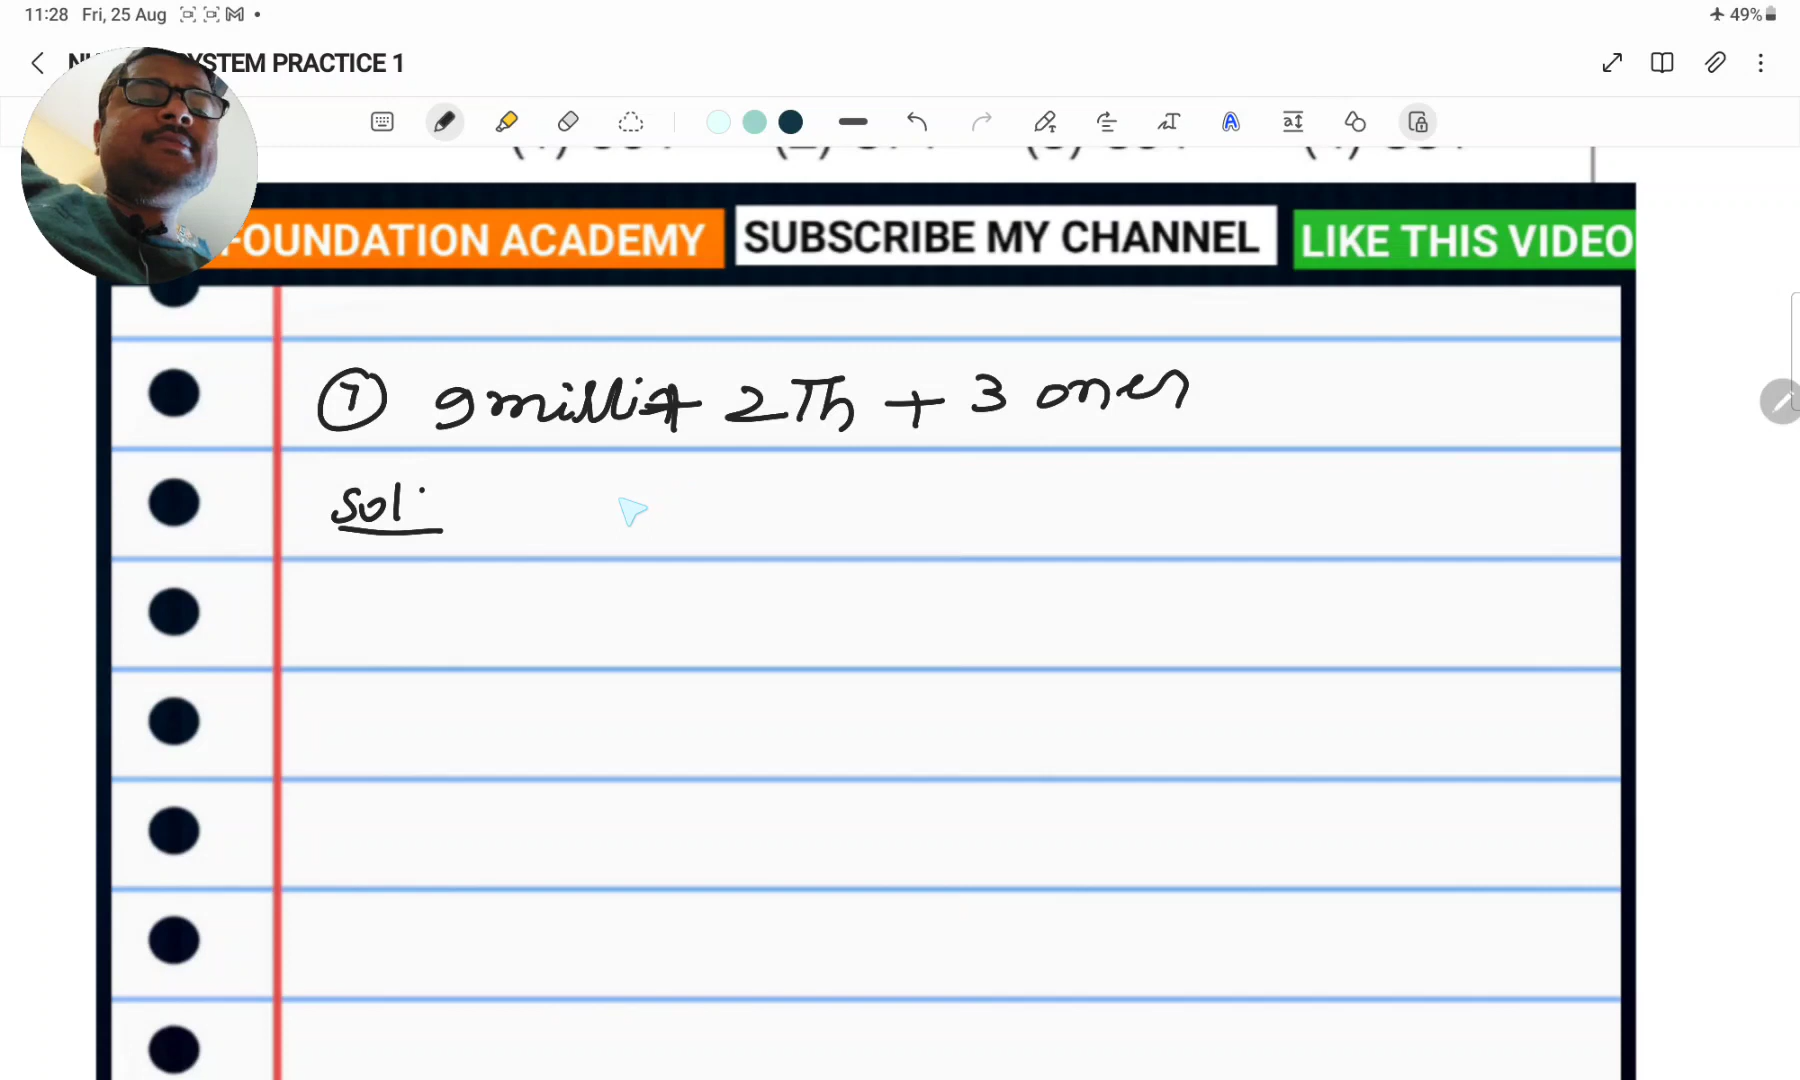 11:28 Fri, 25 Aug 49%
STEM PRACTICE 1
FOUNDATION ACADEMY SUBSCRIBE MY CHANNEL LIKE THIS VIDEO
7 9 milli+ 2 Th + 3 ones
Sol.